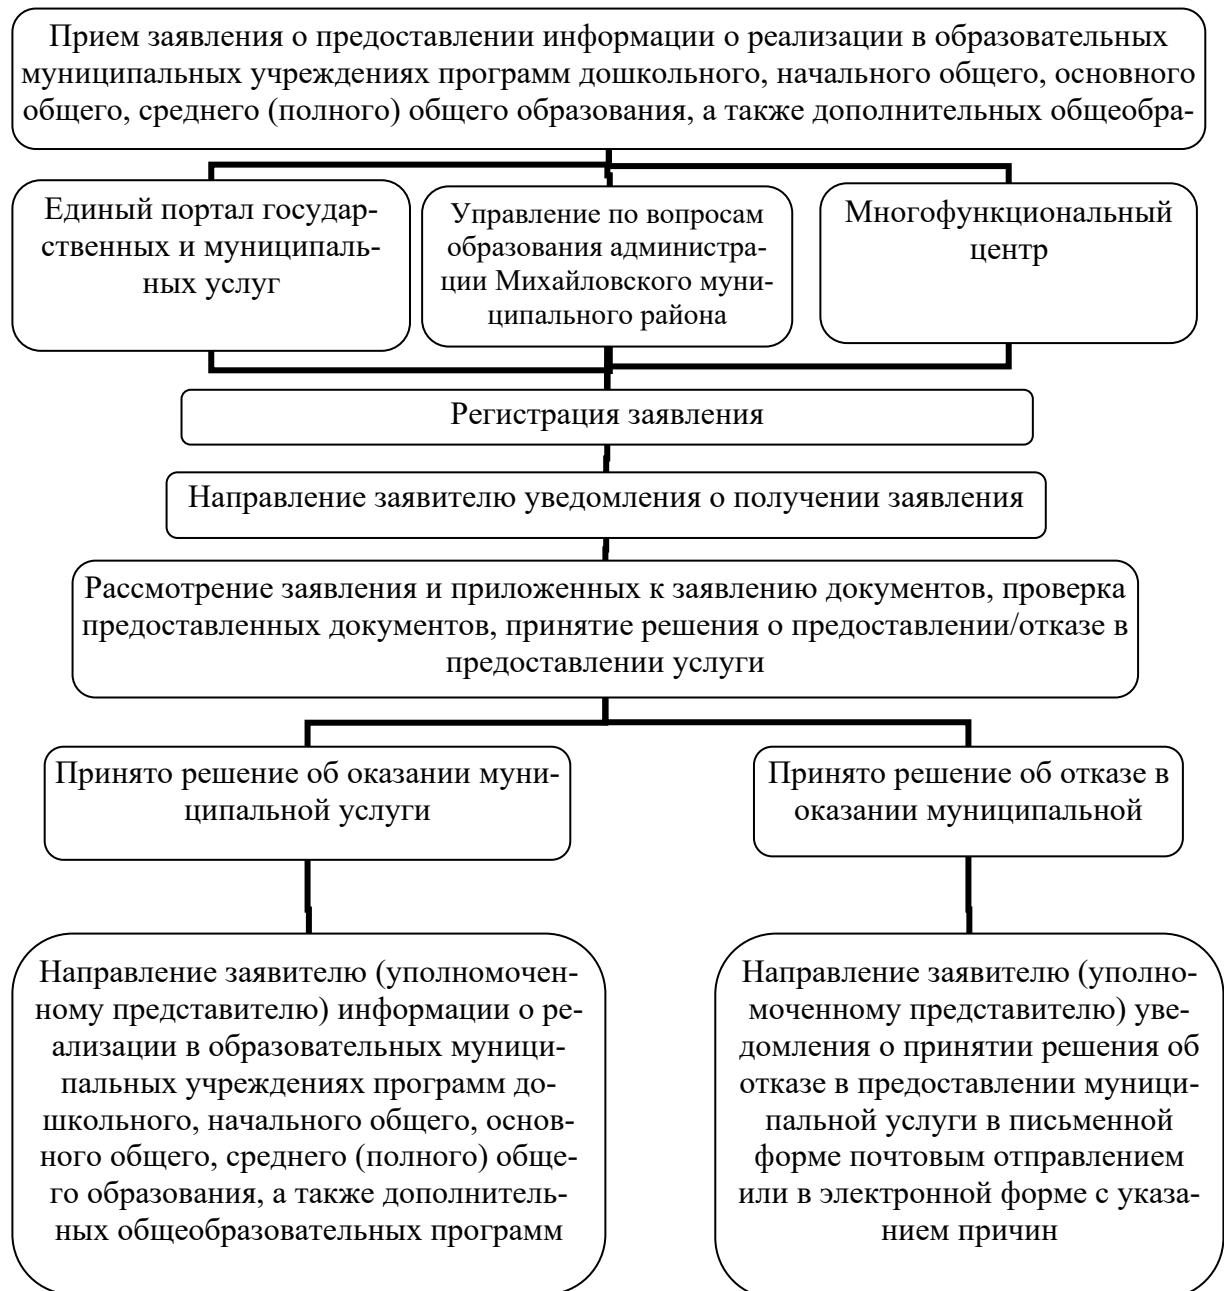 Прием заявления о предоставлении информации о реализации в образовательных
муниципальных учреждениях программ дошкольного, начального общего, основного
общего, среднего (полного) общего образования, а также дополнительных общеобра-
Единый портал государ-
ственных и муниципаль-
ных услуг
Управление по вопросам
образования администра-
ции Михайловского муни-
ципального района
Многофункциональный
центр
Регистрация заявления
Направление заявителю уведомления о получении заявления
Рассмотрение заявления и приложенных к заявлению документов, проверка
предоставленных документов, принятие решения о предоставлении/отказе в
предоставлении услуги
Принято решение об оказании муни-
ципальной услуги
Принято решение об отказе в
оказании муниципальной
Направление заявителю (уполномочен-
ному представителю) информации о ре-
ализации в образовательных муници-
пальных учреждениях программ до-
школьного, начального общего, основ-
ного общего, среднего (полного) обще-
го образования, а также дополнитель-
ных общеобразовательных программ
Направление заявителю (уполно-
моченному представителю) уве-
домления о принятии решения об
отказе в предоставлении муници-
пальной услуги в письменной
форме почтовым отправлением
или в электронной форме с указа-
нием причин